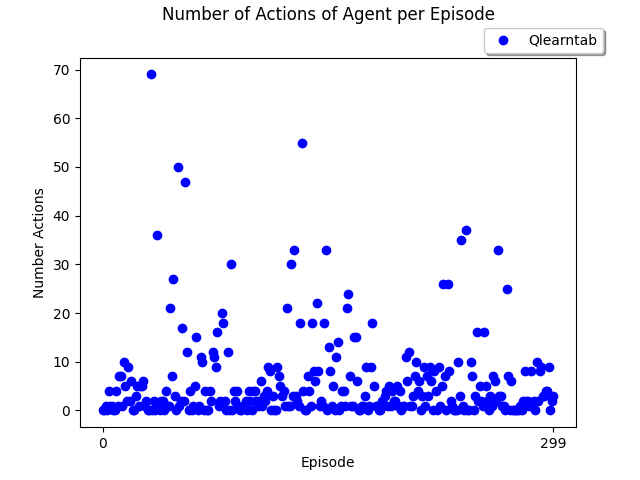 Number of Actions of Agent per Episode
Qlearntab
70
60
50
40
30
20
10
0
Number Actions
0 299
Episode